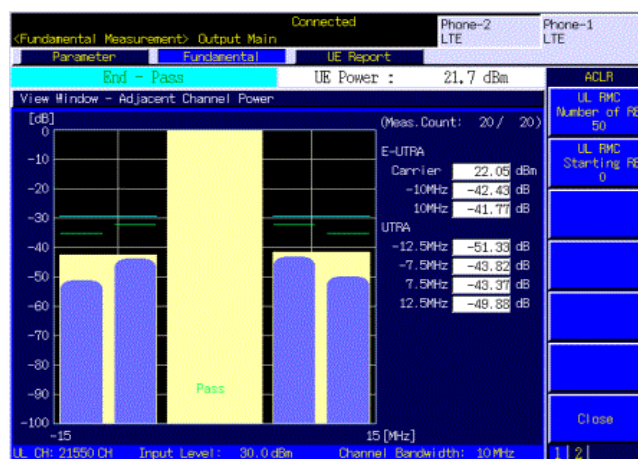 Connected
Phone-2 LTE
Phone-1 LTE
<Fundamental Measurement> Output Main
Parameter
Fundamental
UE Report
End - Pass
UE Power : 21.7 dBm
ACLR
View Window - Adjacent Channel Power
UL RMC
Number of RB
50
[dB]
(Meas.Count: 20/ 20)
0
-10
-20
-30
-40
-50
-60
-70
-80
-90
-100
E-UTRA
Carrier 22.05 dBm
-10MHz -42.43 dB
10MHz -41.77 dB
UTRA
-12.5MHz -51.33 dB
-7.5MHz -43.82 dB
7.5MHz -43.37 dB
12.5MHz -49.88 dB
UL RMC
Starting RB
0
Pass
-15
15 [MHz]
Close
UL CH: 21550 CH Input Level: 30.0 dBm Channel Bandwidth: 10 MHz
1 2